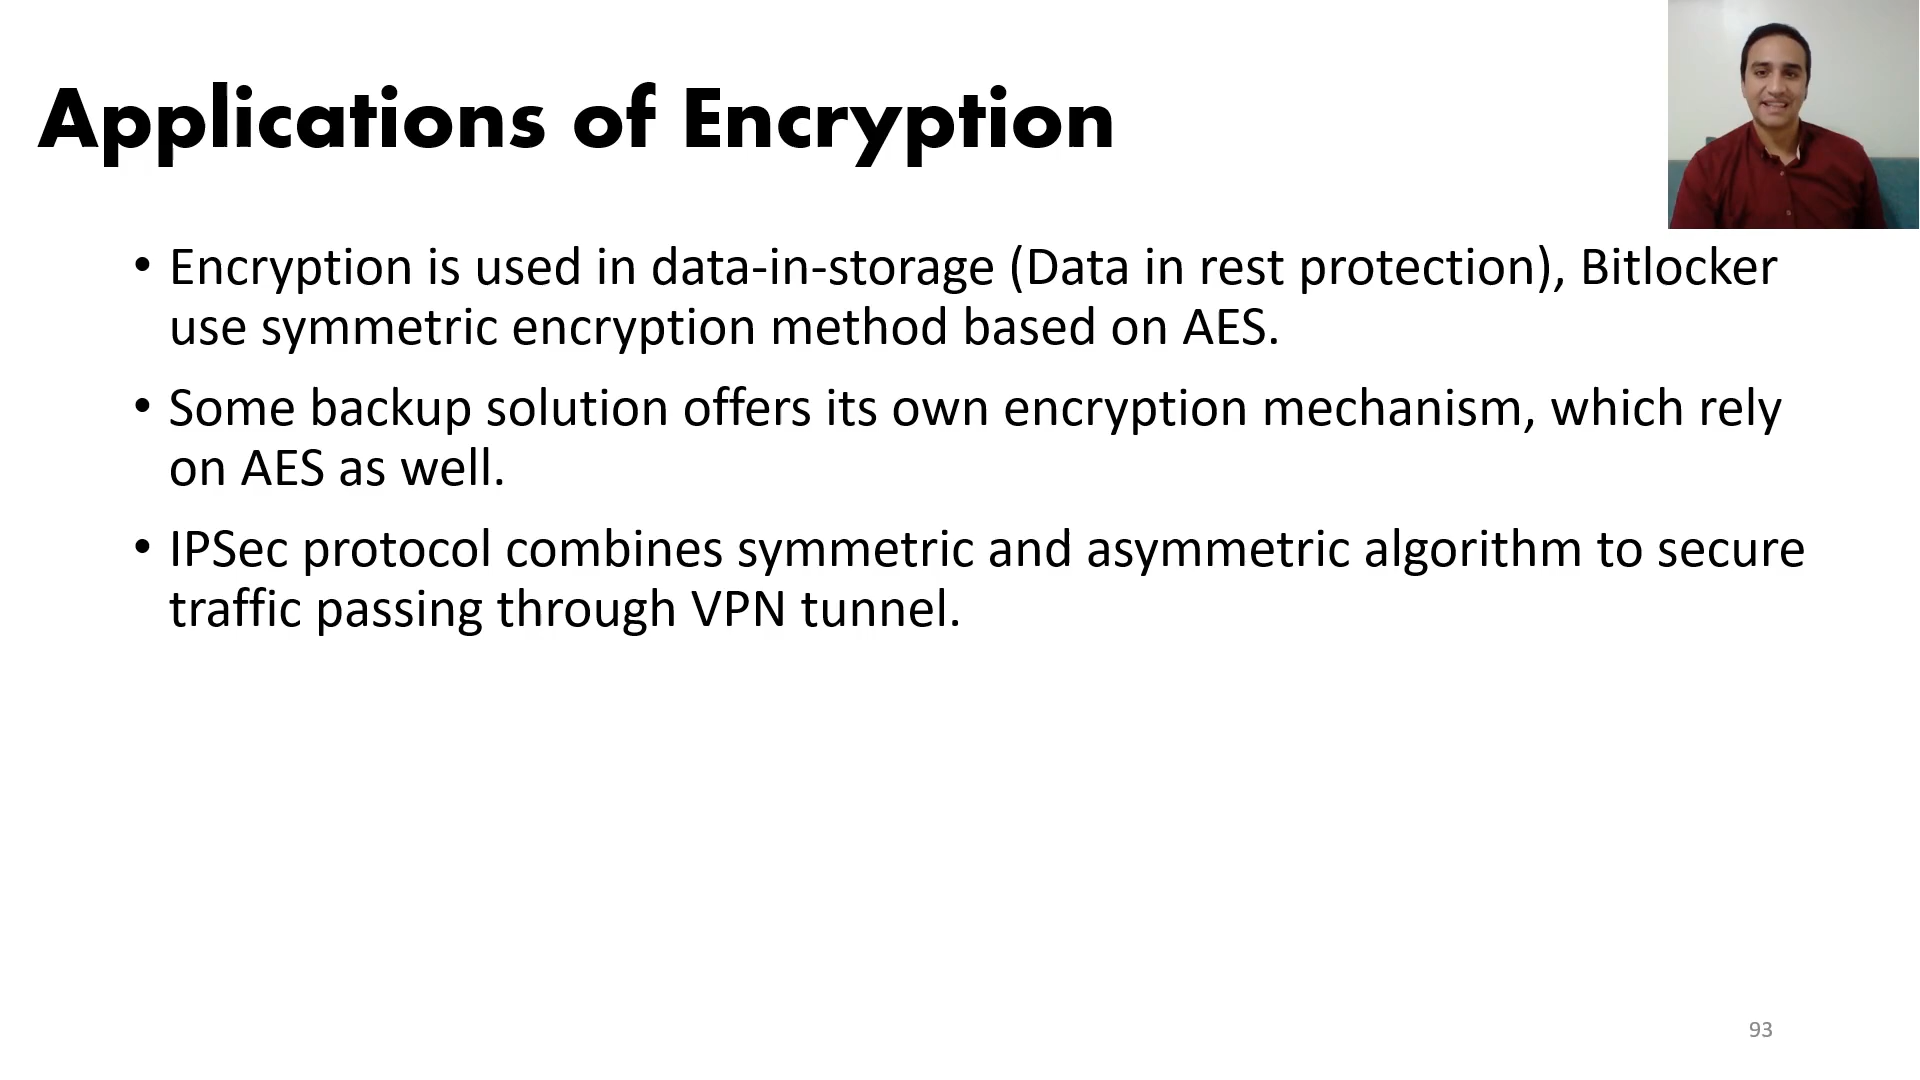 Applications of Encryption
• Encryption is used in data-in-storage (Data in rest protection), Bitlocker
use symmetric encryption method based on AES.
• Some backup solution offers its own encryption mechanism, which rely
on AES as well.
• IPSec protocol combines symmetric and asymmetric algorithm to secure
traffic passing through VPN tunnel.
93